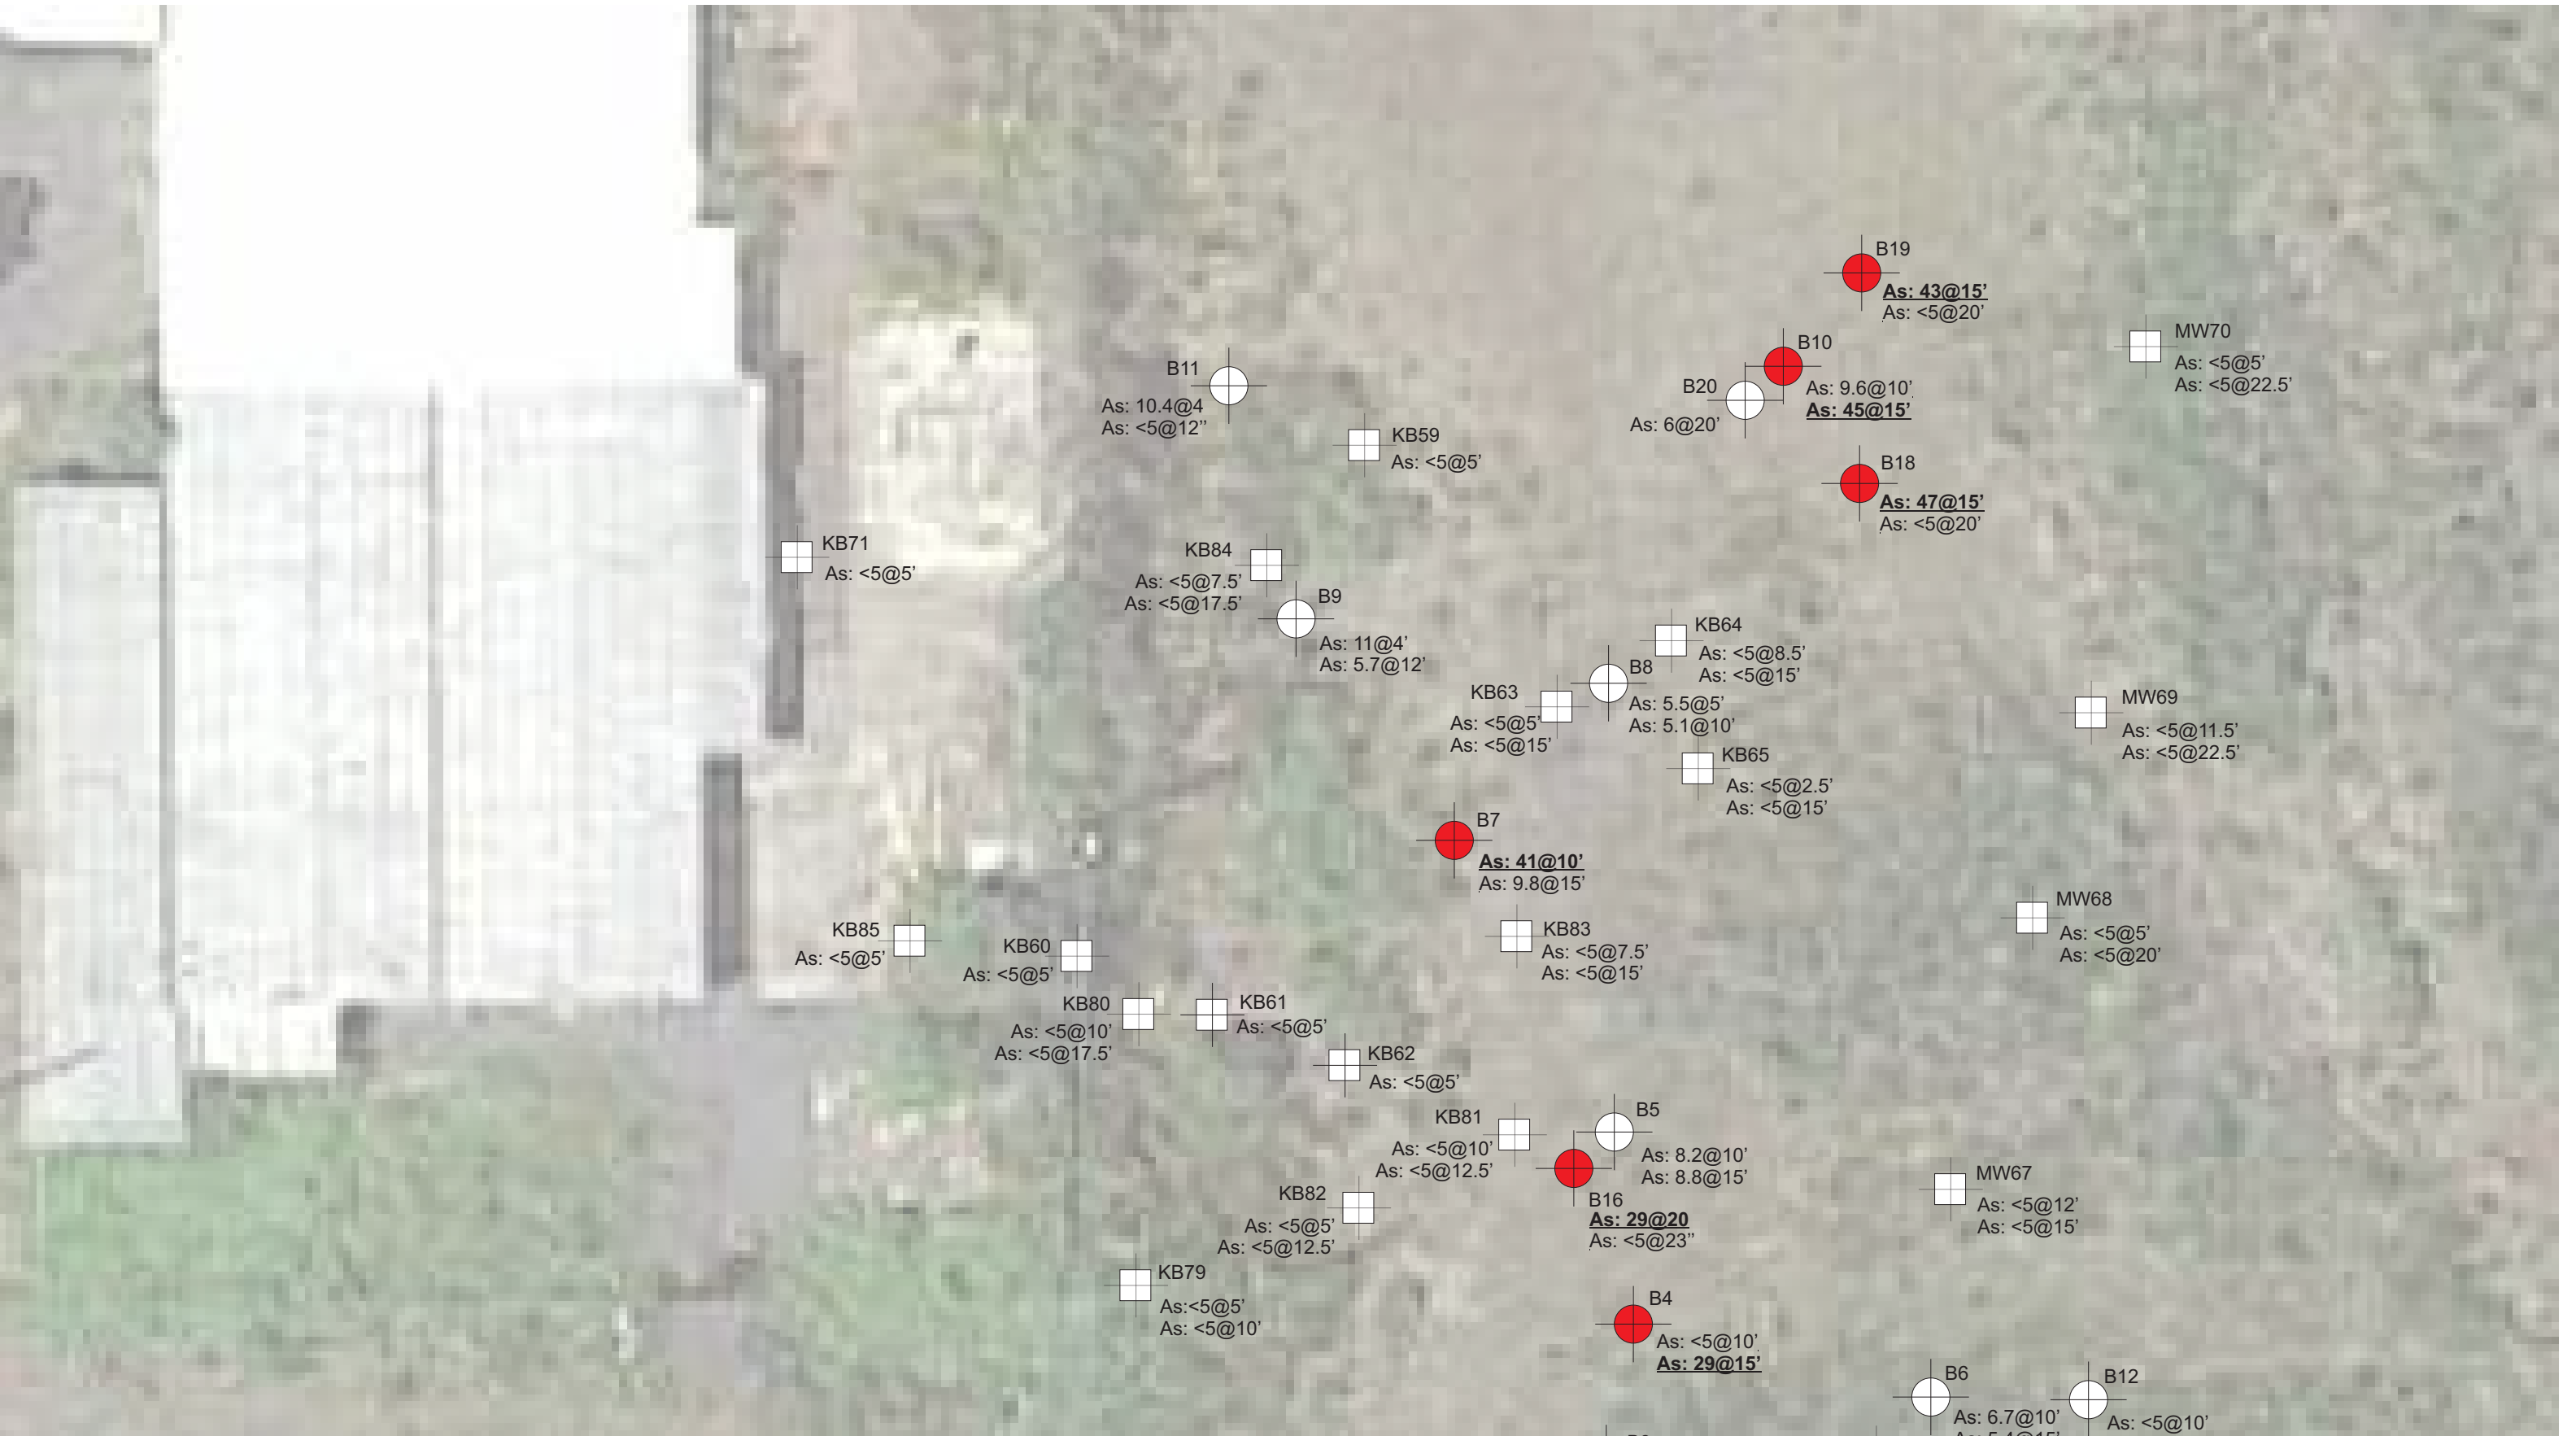 B19
As: 43@15’
As: <5@20’
MW70
As: <5@5’
As: <5@22.5’
B10
As: 9.6@10’
As: 45@15’
B20
As: 6@20’
B11
As: 10.4@4
As: <5@12’’
KB59
As: <5@5’
B18
As: 47@15’
As: <5@20’
KB71
As: <5@5’
KB84
As: <5@7.5’
As: <5@17.5’
B9
As: 11@4’
As: 5.7@12’
KB64
As: <5@8.5’
As: <5@15’
B8
As: 5.5@5’
As: 5.1@10’
KB63
As: <5@5’
As: <5@15’
MW69
As: <5@11.5’
As: <5@22.5’
KB65
As: <5@2.5’
As: <5@15’
B7
As: 41@10’
As: 9.8@15’
MW68
As: <5@5’
As: <5@20’
KB83
As: <5@7.5’
As: <5@15’
KB85
As: <5@5’
KB60
As: <5@5’
KB80
As: <5@10’
As: <5@17.5’
KB61
As: <5@5’
KB62
As: <5@5’
KB81
As: <5@10’
As: <5@12.5’
B5
As: 8.2@10’
As: 8.8@15’
B16
As: 29@20
As: <5@23’’
MW67
As: <5@12’
As: <5@15’
KB82
As: <5@5’
As: <5@12.5’
KB79
As:<5@5’
As: <5@10’
B4
As: <5@10’
As: 29@15’
B6
As: 6.7@10’
B12
As: <5@10’